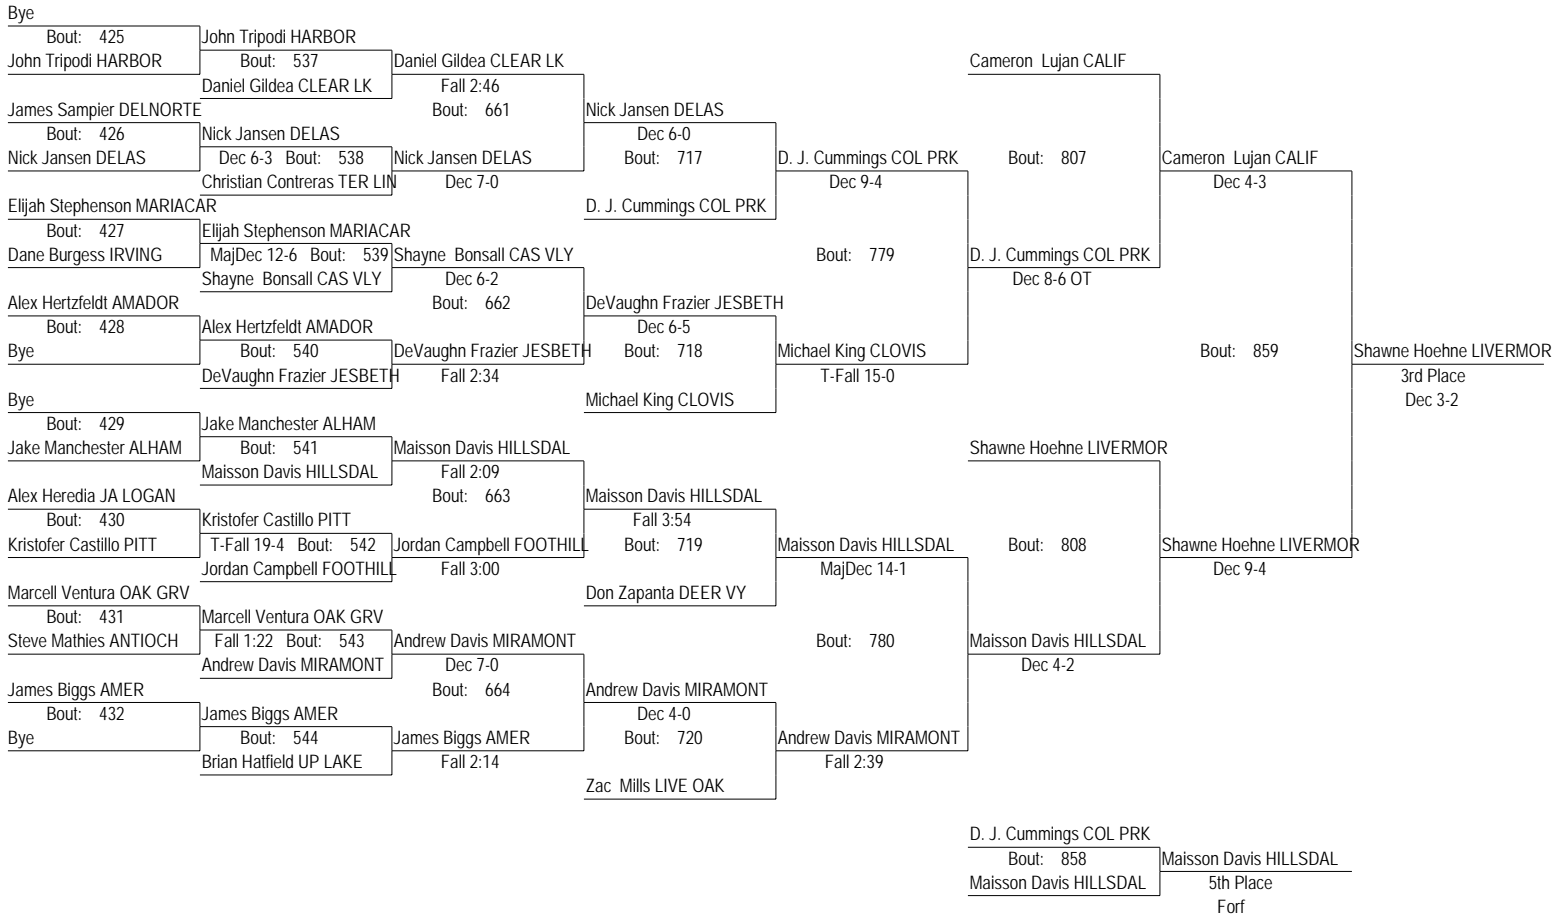 Bye
Bout: 425
John Tripodi HARBOR
John Tripodi HARBOR
Bout: 537
Daniel Gildea CLEAR LK
Daniel Gildea CLEAR LK
Fall 2:46
Bout: 661
James Sampier DELNORTE
Bout: 426
Nick Jansen DELAS
Nick Jansen DELAS
Dec 6-3 Bout: 538
Christian Contreras TER LIN
Nick Jansen DELAS
Dec 7-0
Nick Jansen DELAS
Dec 6-0
Bout: 717
D. J. Cummings COL PRK
D. J. Cummings COL PRK
Dec 9-4
Elijah Stephenson MARIACAR
Bout: 427
Dane Burgess IRVING
Elijah Stephenson MARIACAR
MajDec 12-6 Bout: 539
Shayne Bonsall CAS VLY
Shayne Bonsall CAS VLY
Dec 6-2
Bout: 662
Alex Hertzfeldt AMADOR
Bout: 428
Bye
Alex Hertzfeldt AMADOR
Bout: 540
DeVaughn Frazier JESBETH
DeVaughn Frazier JESBETH
Fall 2:34
DeVaughn Frazier JESBETH
Dec 6-5
Bout: 718
Michael King CLOVIS
Michael King CLOVIS
T-Fall 15-0
Bout: 779
D. J. Cummings COL PRK
Dec 8-6 OT
Cameron Lujan CALIF
Bout: 807
Cameron Lujan CALIF
Dec 4-3
Bye
Bout: 429
Jake Manchester ALHAM
Jake Manchester ALHAM
Bout: 541
Maisson Davis HILLSDAL
Maisson Davis HILLSDAL
Fall 2:09
Bout: 663
Alex Heredia JA LOGAN
Bout: 430
Kristofer Castillo PITT
Kristofer Castillo PITT
T-Fall 19-4 Bout: 542
Jordan Campbell FOOTHILL
Jordan Campbell FOOTHILL
Fall 3:00
Maisson Davis HILLSDAL
Fall 3:54
Bout: 719
Don Zapanta DEER VY
Maisson Davis HILLSDAL
MajDec 14-1
Marcell Ventura OAK GRV
Bout: 431
Steve Mathies ANTIOCH
Marcell Ventura OAK GRV
Fall 1:22 Bout: 543
Andrew Davis MIRAMONT
Andrew Davis MIRAMONT
Dec 7-0
Bout: 664
James Biggs AMER
Bout: 432
Bye
James Biggs AMER
Bout: 544
Brian Hatfield UP LAKE
James Biggs AMER
Fall 2:14
Andrew Davis MIRAMONT
Dec 4-0
Bout: 720
Zac Mills LIVE OAK
Andrew Davis MIRAMONT
Fall 2:39
Bout: 780
Maisson Davis HILLSDAL
Dec 4-2
Shawne Hoehne LIVERMOR
Bout: 808
Shawne Hoehne LIVERMOR
Dec 9-4
Bout: 859
Shawne Hoehne LIVERMOR
3rd Place
Dec 3-2
D. J. Cummings COL PRK
Bout: 858
Maisson Davis HILLSDAL
Maisson Davis HILLSDAL
5th Place
Forf